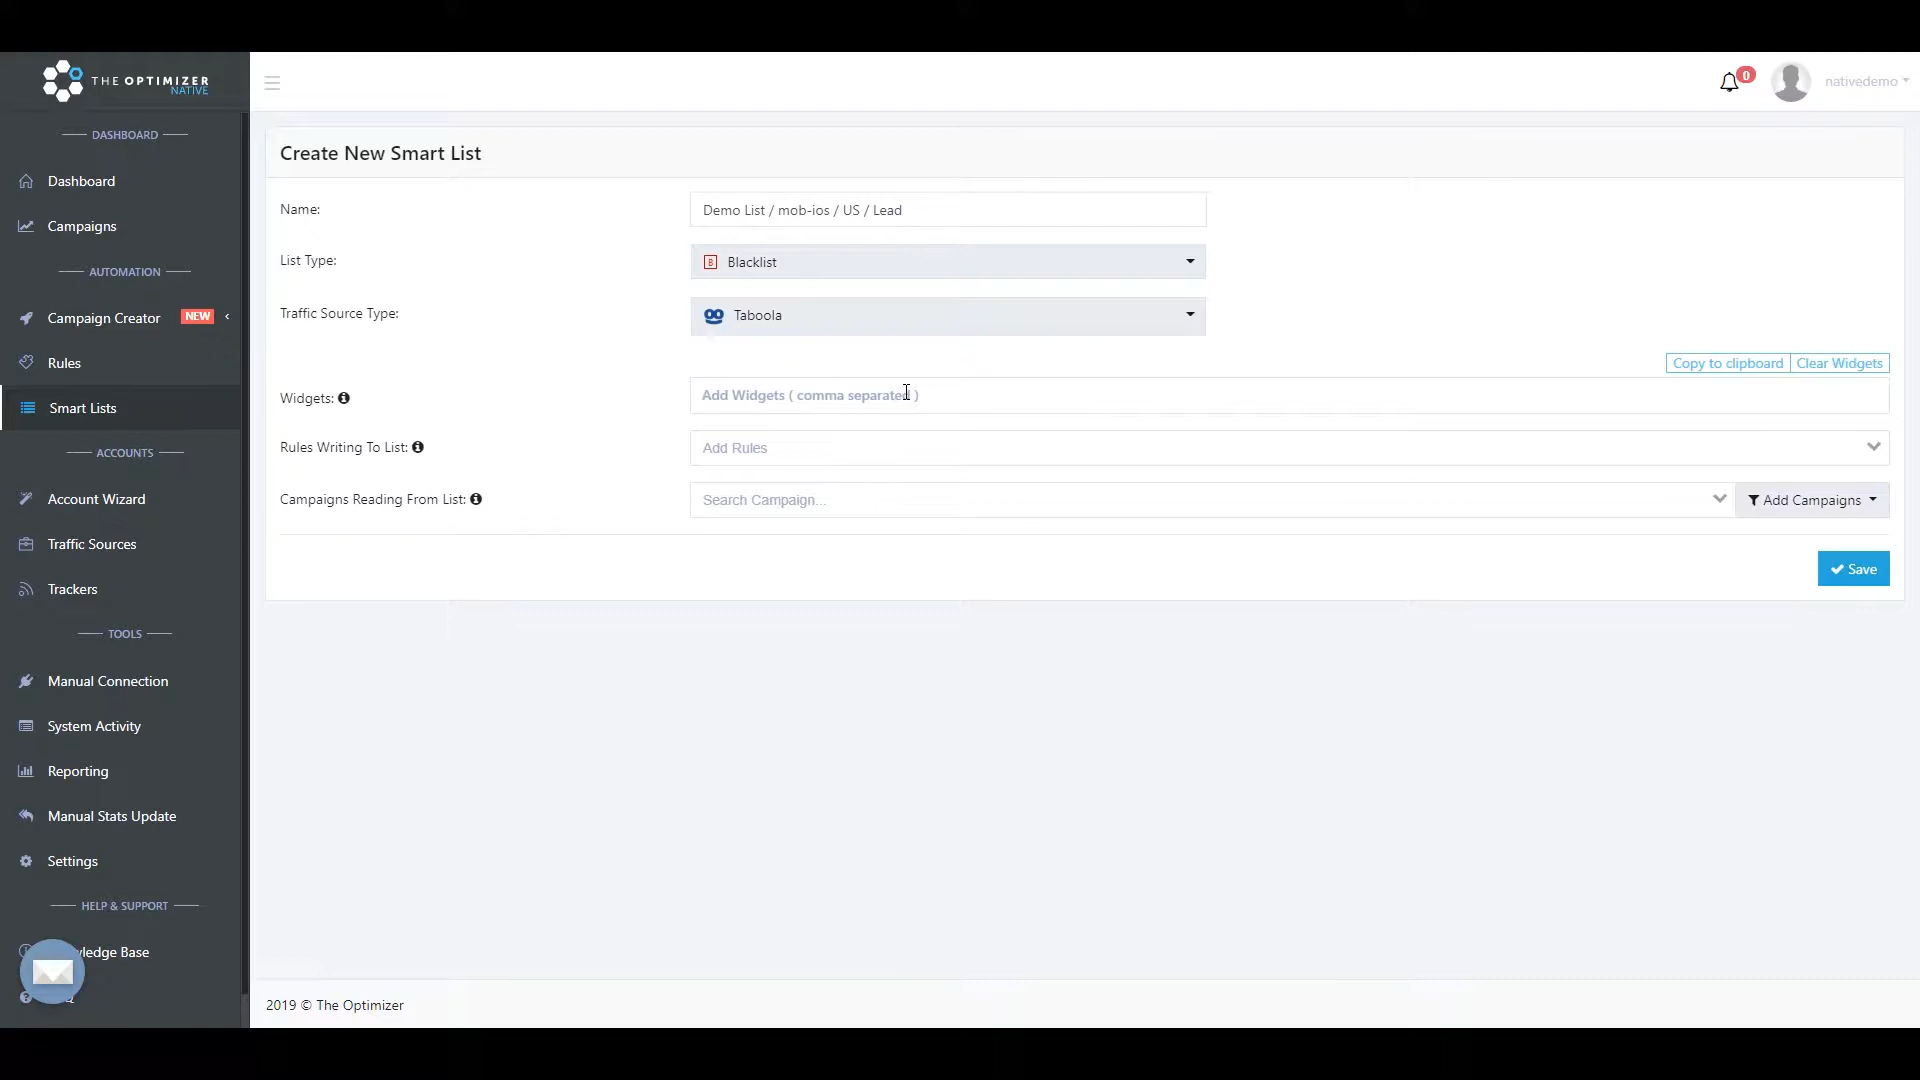 THE OPTIMIZER
NATIVE
0
nativedemo
DASHBOARD
Dashboard
Campaigns
AUTOMATION
Campaign Creator NEW
Rules
Smart Lists
ACCOUNTS
Account Wizard
Traffic Sources
Trackers
TOOLS
Manual Connection
System Activity
Reporting
Manual Stats Update
Settings
HELP & SUPPORT
ledge Base
Create New Smart List
Name: Demo List / mob-ios / US / Lead
List Type: B Blacklist
Traffic Source Type: Taboola
Copy to clipboard Clear Widgets
Widgets: Add Widgets ( comma separated )
Rules Writing To List: Add Rules
Campaigns Reading From List: Search Campaign... Add Campaigns
Save
2019 © The Optimizer